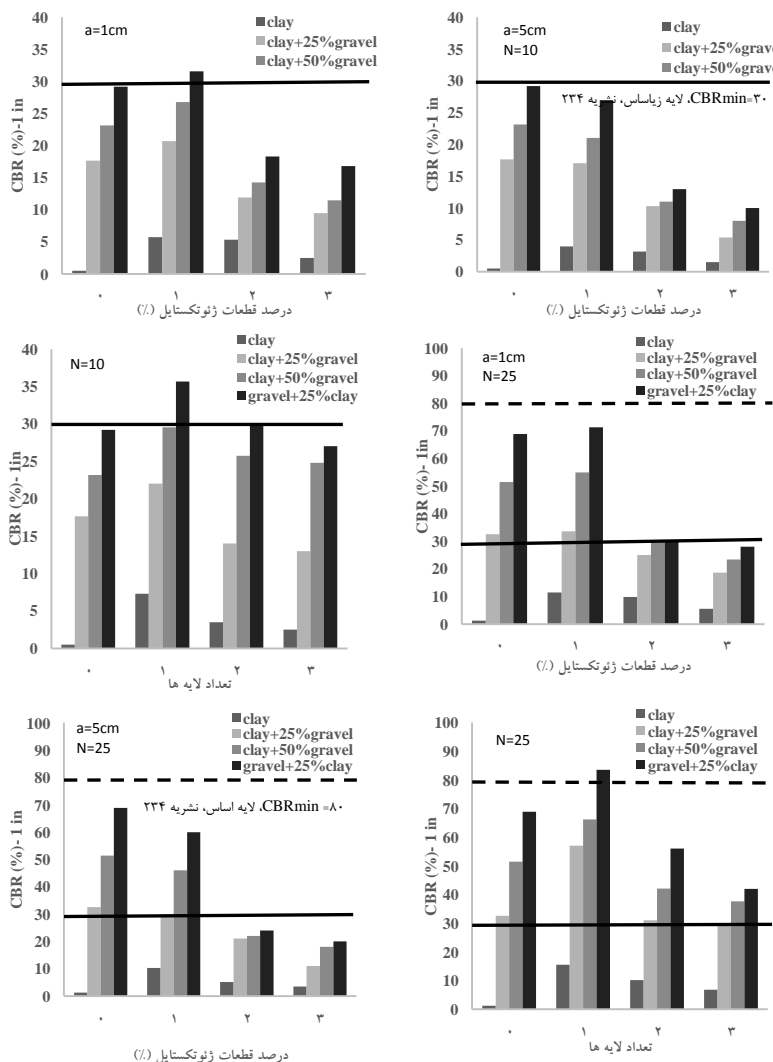 40
35
30
25
20
15
10
5
0
CBR (%)-1 in
a=1cm
clay
clay+25%gravel
clay+50%gravel
۰ ۱ ۲ ۳
درصد قطعات ژئوتکستایل (٪)
40
35
30
25
20
15
10
5
0
CBR (%)-1 in
a=5cm
N=10
clay
clay+25%grave
clay+50%grave
CBRmin=۳۰، لایه زیراساس، نشریه ۲۳۴
۰ ۱ ۲ ۳
درصد قطعات ژئوتکستایل (٪)
40
35
30
25
20
15
10
5
0
CBR (%)- 1in
N=10
clay
clay+25%gravel
clay+50%gravel
gravel+25%clay
۰ ۱ ۲ ۳
تعداد لایه ها
100
90
80
70
60
50
40
30
20
10
0
CBR (%)- 1 in
a=1cm
N=25
clay
clay+25%gravel
clay+50%gravel
gravel+25%clay
۰ ۱ ۲ ۳
درصد قطعات ژئوتکستایل (٪)
100
90
80
70
60
50
40
30
20
10
0
CBR (%)- 1 in
a=5cm
N=25
clay
clay+25%gravel
clay+50%gravel
gravel+25%clay
CBRmin =۸۰، لایه اساس، نشریه ۲۳۴
۰ ۱ ۲ ۳
درصد قطعات ژئوتکستایل (٪)
100
90
80
70
60
50
40
30
20
10
0
CBR (%)- 1 in
N=25
clay
clay+25%gravel
clay+50%gravel
gravel+25%clay
۰ ۱ ۲ ۳
تعداد لایه ها